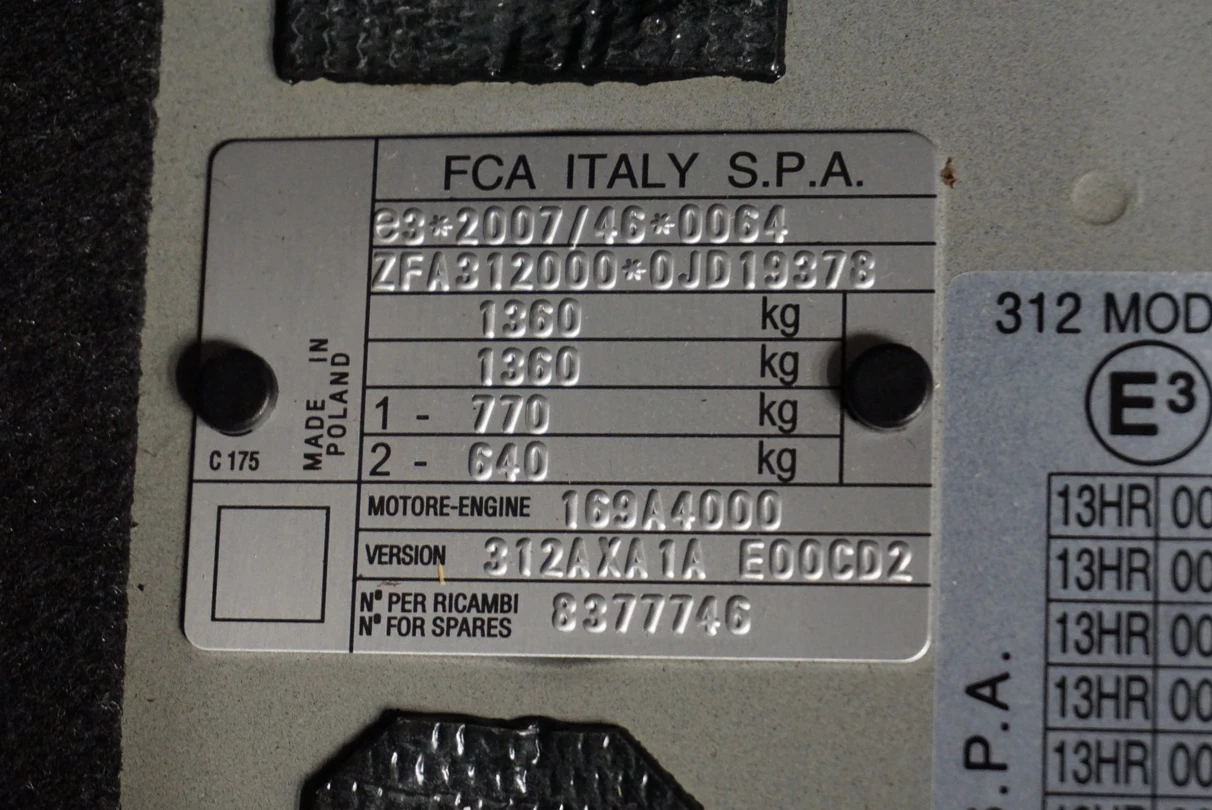 FCA ITALY S.P.A.
e3*2007/46*0064
ZFA312000*0JD19378
1360 kg
1360 kg
1 - 770 kg
2 - 640 kg
MADE IN
POLAND
C 175
MOTORE-ENGINE 169A4000
VERSION 312AXA1A E00CD2
N° PER RICAMBI
N° FOR SPARES 8377746
312 MOD
E3
13HR 00
13HR 00
13HR 00
13HR 00
13HR 00
S.P.A.